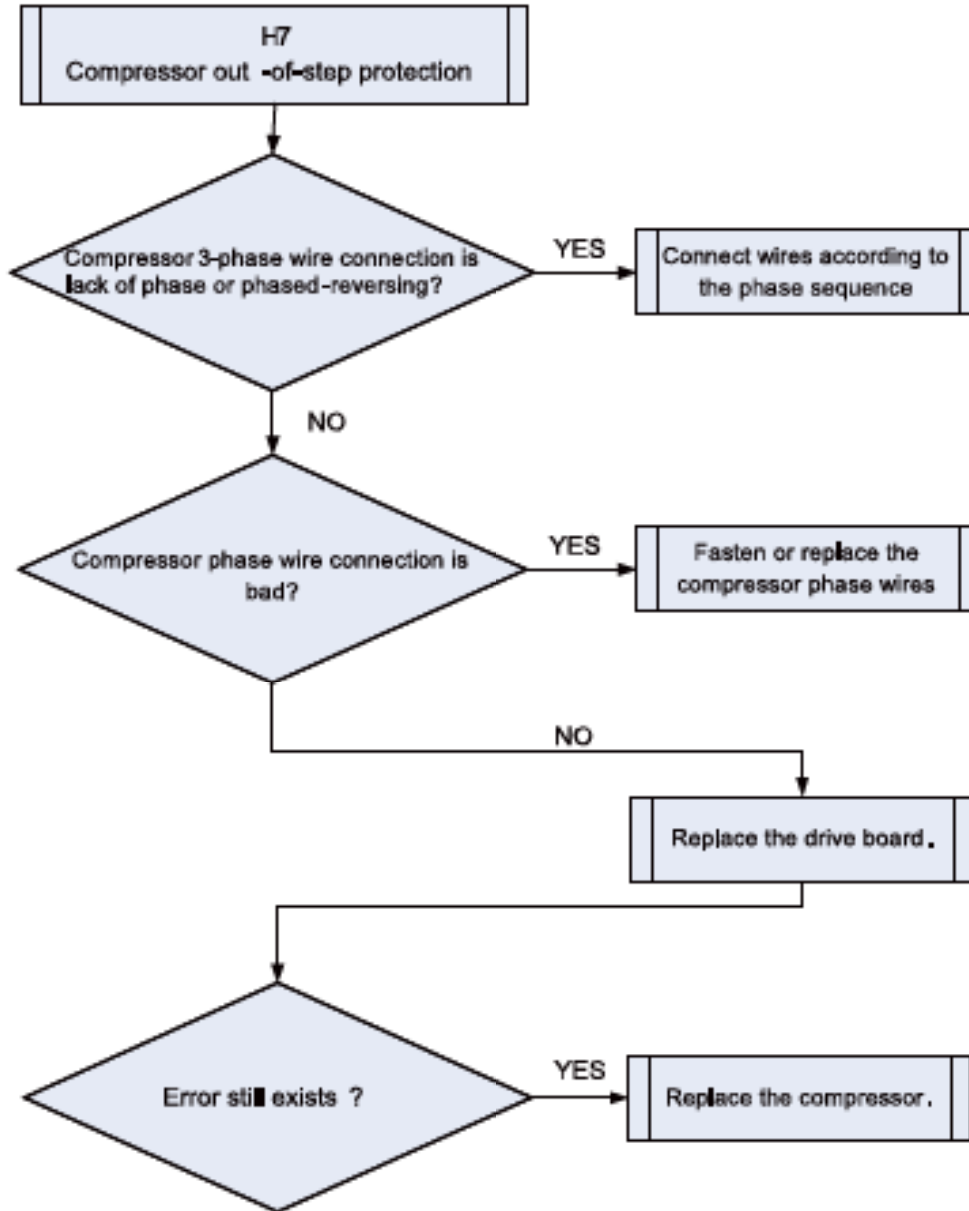 H7
Compressor out -of-step protection
Compressor 3-phase wire connection is
lack of phase or phased-reversing?
YES
Connect wires according to
the phase sequence
NO
Compressor phase wire connection is
bad?
YES
Fasten or replace the
compressor phase wires
NO
Replace the drive board.
Error still exists ?
YES
Replace the compressor.